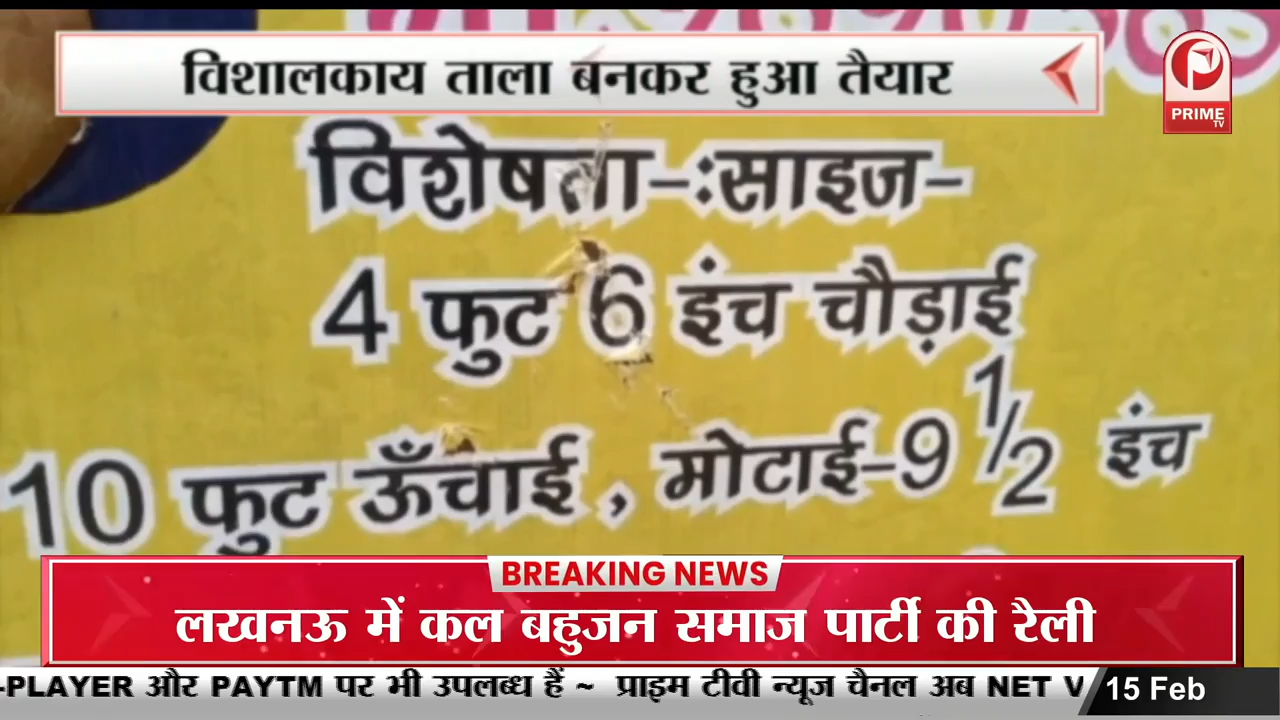 विशालकाय ताला बनकर हुआ तैयार
PRIME
TV
विशेषता-:साइज-
4 फुट 6 इंच चौड़ाई
10 फुट ऊँचाई, मोटाई-9 1/2 इंच
BREAKING NEWS
लखनऊ में कल बहुजन समाज पार्टी की रैली
-PLAYER और PAYTM पर भी उपलब्ध हैं ~ प्राइम टीवी न्यूज चैनल अब NET V
15 Feb